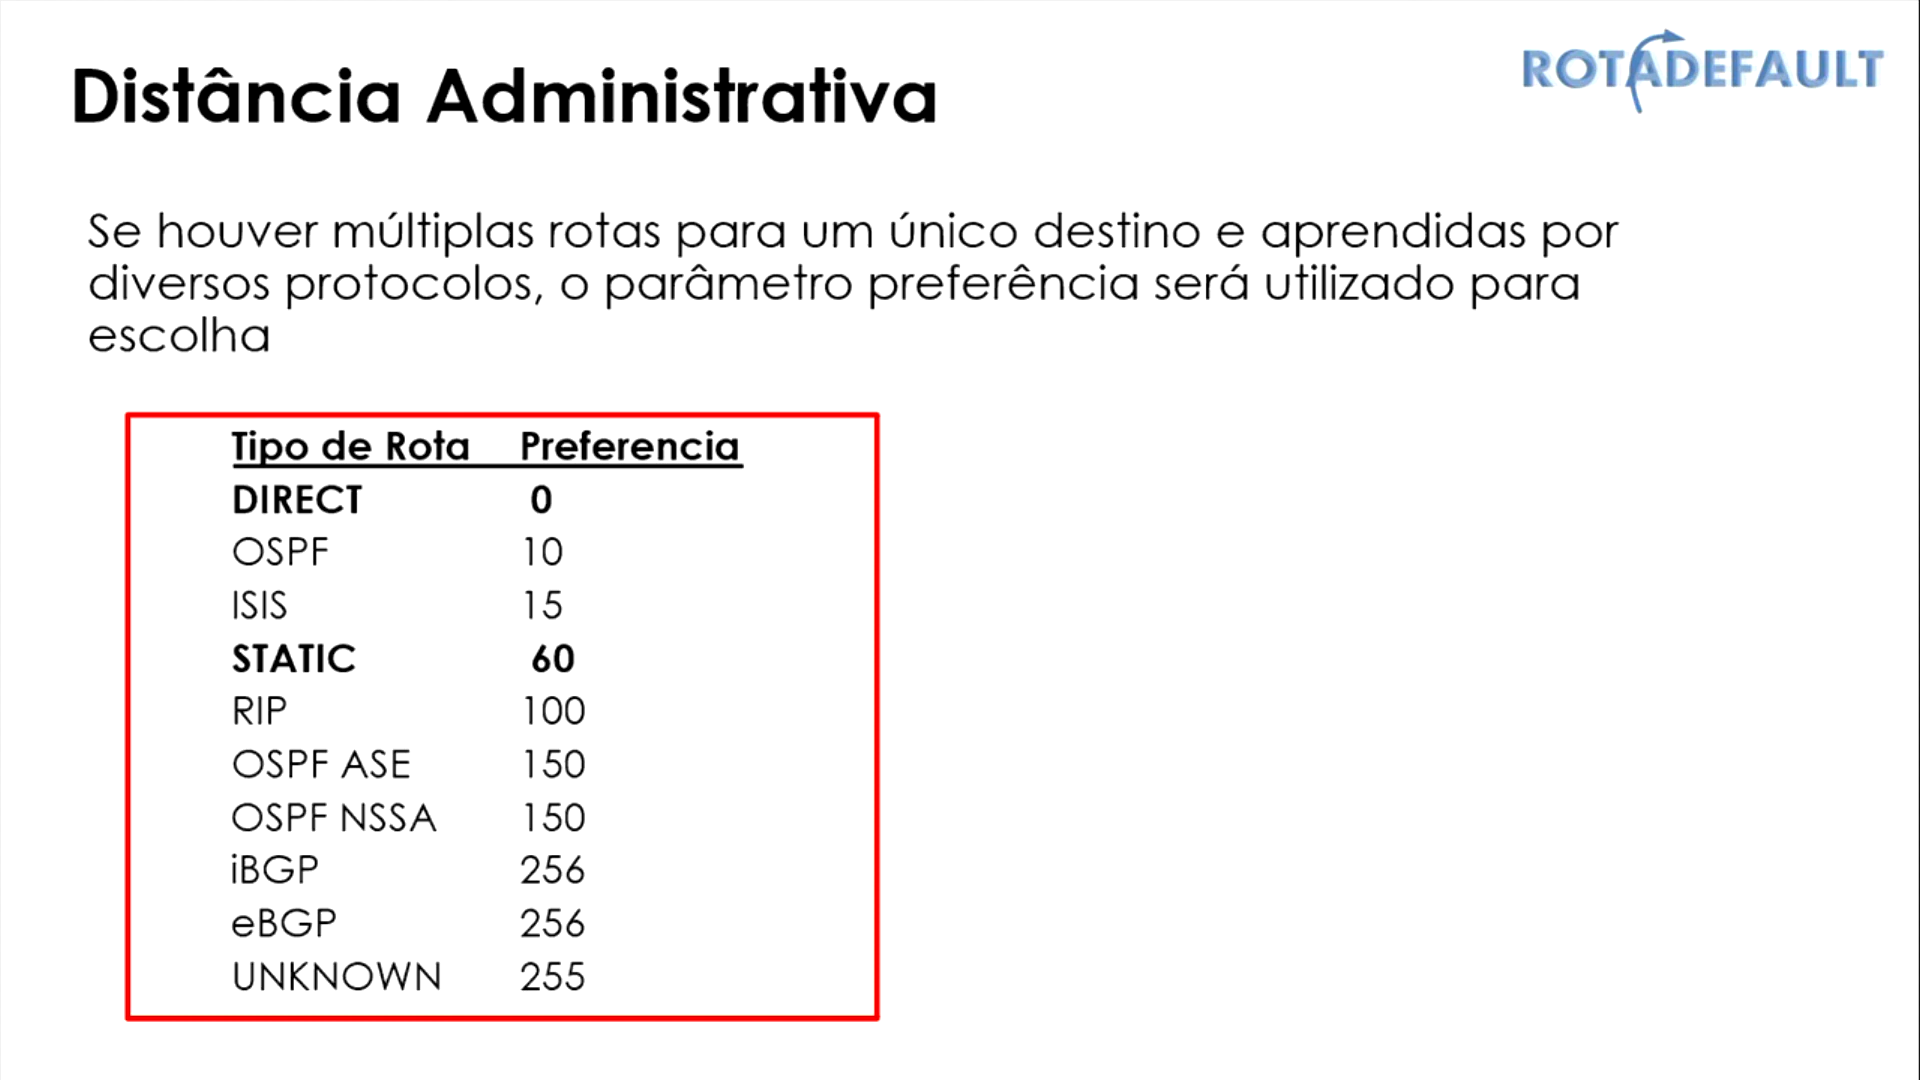 ROTADEFAULT
Distância Administrativa
Se houver múltiplas rotas para um único destino e aprendidas por
diversos protocolos, o parâmetro preferência será utilizado para
escolha
Tipo de Rota Preferencia
DIRECT 0
OSPF 10
ISIS 15
STATIC 60
RIP 100
OSPF ASE 150
OSPF NSSA 150
iBGP 256
eBGP 256
UNKNOWN 255